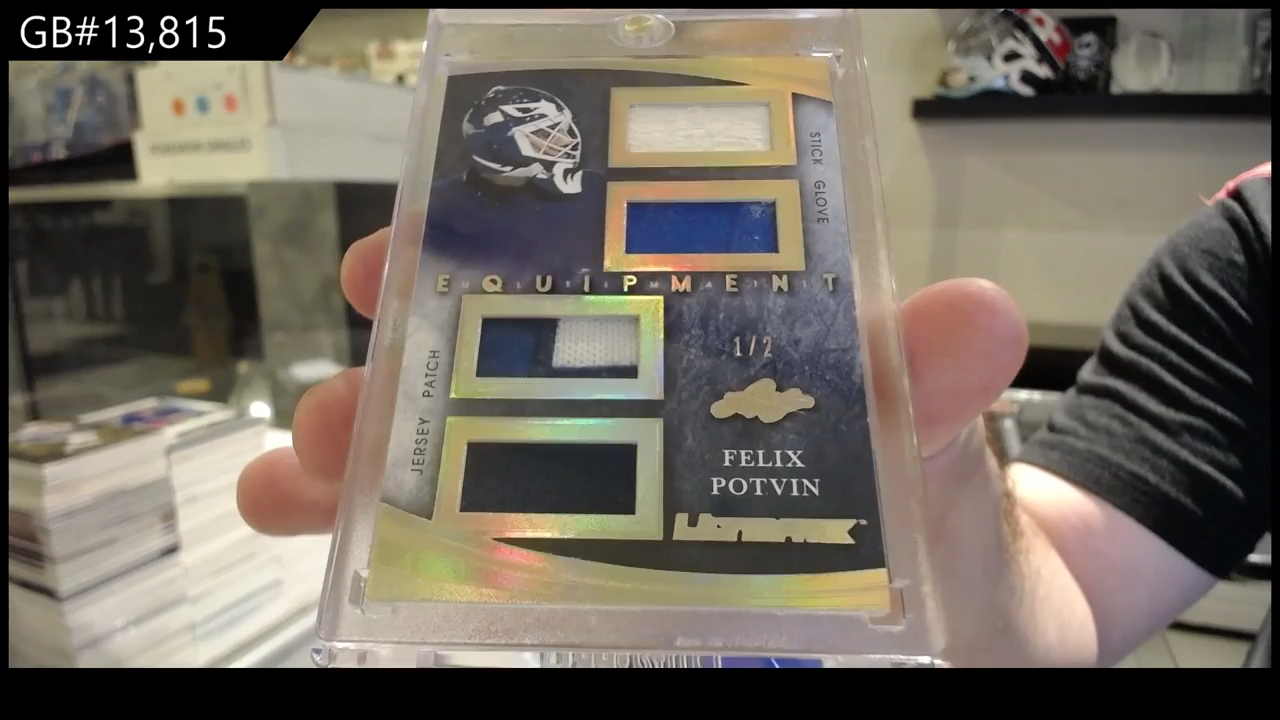 GB#13,815
STICK GLOVE
EQUIPMENT
JERSEY PATCH
1/2
FELIX
POTVIN